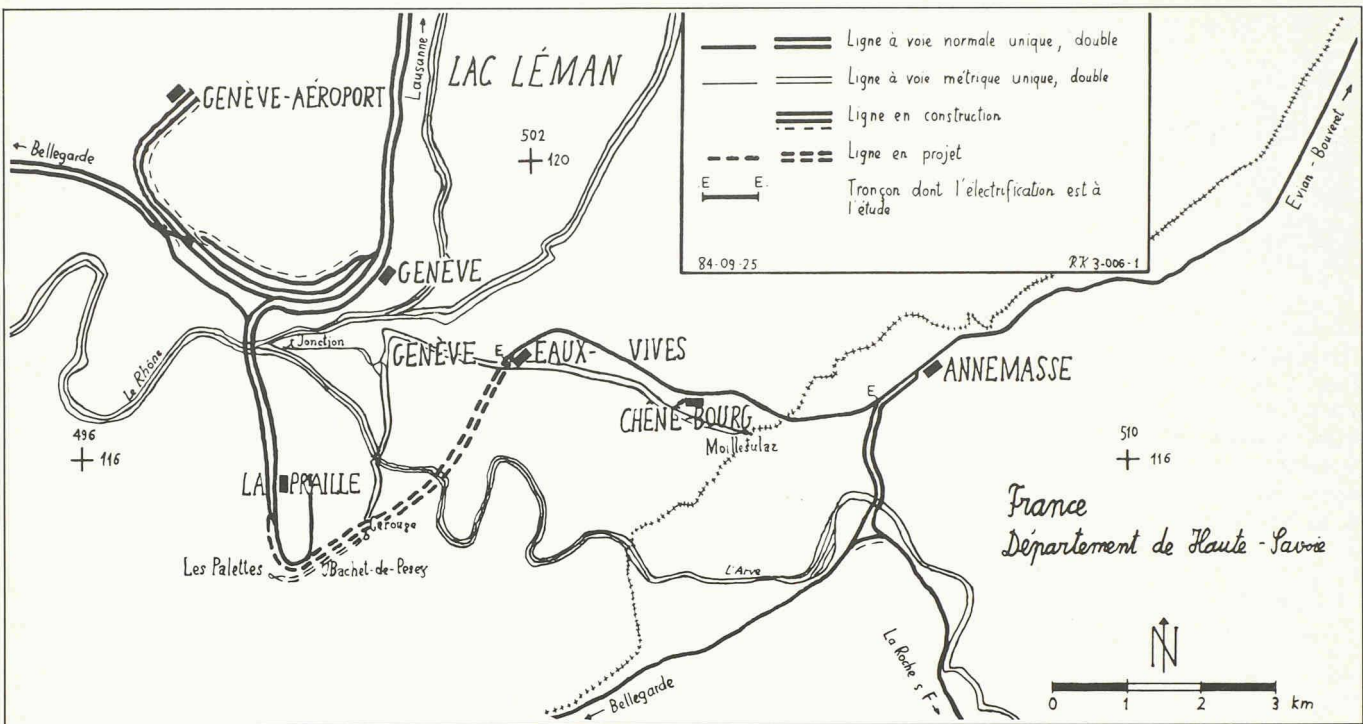 Ligne à voie normale unique, double
Ligne à voie métrique unique, double
Ligne en construction
Ligne en projet
E E
Tronçon dont l'électrification est à
l'étude
84-09-25
RK 3-006-1
Lausanne →
LAC LÉMAN
GENÈVE-AÉROPORT
← Bellegarde
502
120
Evian - Bouveret →
GENÈVE
Jonction
Le Rhône
GENÈVE
E
EAUX-VIVES
E
ANNEMASSE
CHÊNE-BOURG
Moillesulaz
496
116
510
116
LA PRAILLE
Carouge
Les Palettes
Bachet-de-Pesey
L'Arve
France
Département de Haute-Savoie
La Roche s F →
← Bellegarde
N
0 1 2 3 km